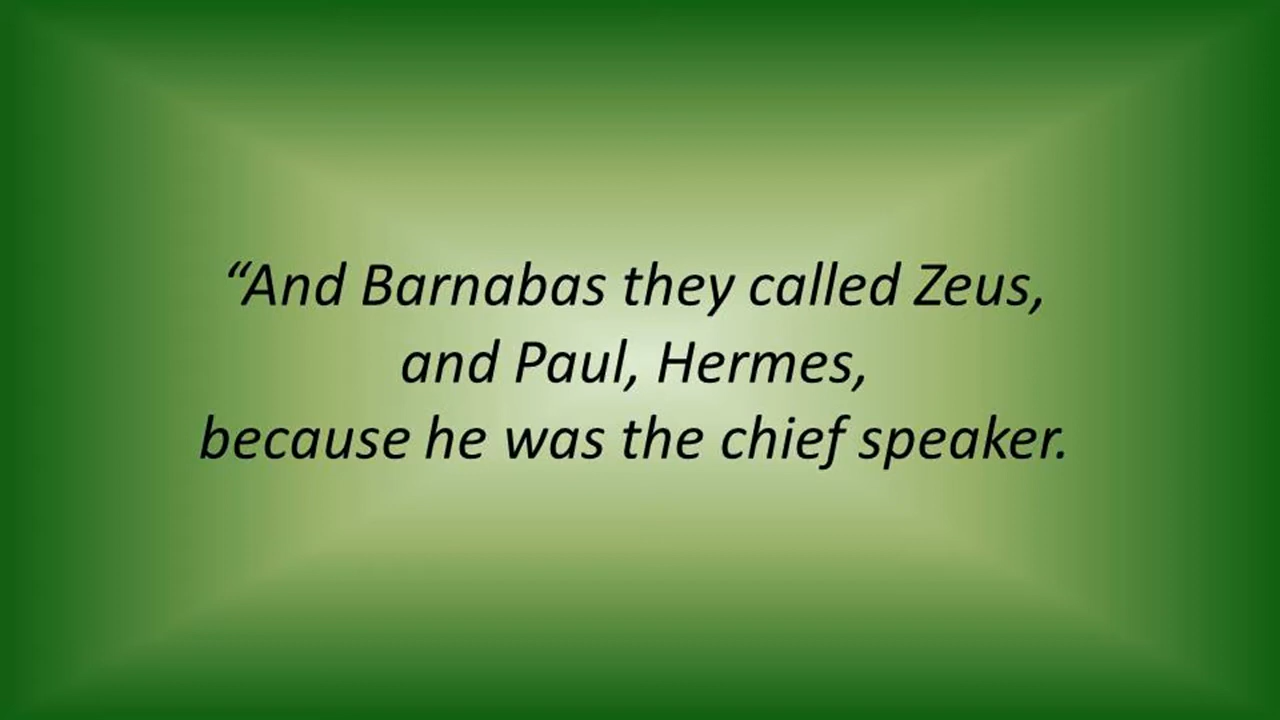 “And Barnabas they called Zeus,
and Paul, Hermes,
because he was the chief speaker.